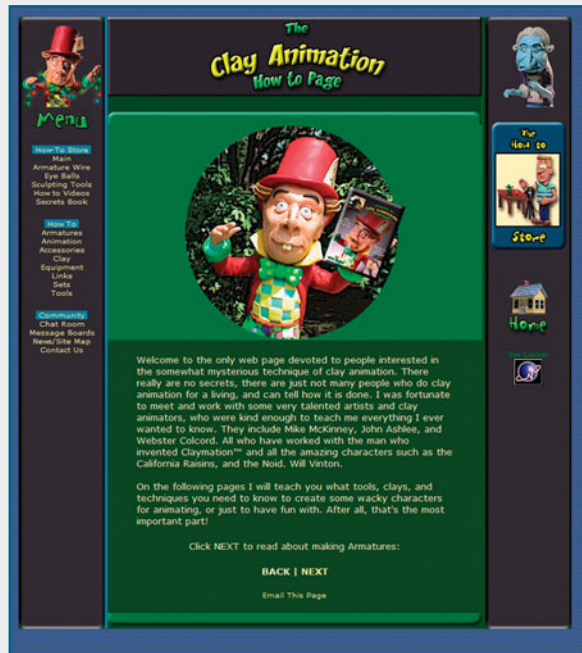 The
Clay Animation
How to Page
Menu
How-To Store
Main
Armature Wire
Eye Balls
Sculpting Tools
How to Videos
Secrets Book
How To
Armatures
Animation
Accessories
Clay
Equipment
Links
Sets
Tools
Community
Chat Room
Message Boards
News/Site Map
Contact Us
Welcome to the only web page devoted to people interested in
the somewhat mysterious technique of clay animation. There
really are no secrets, there are just not many people who do clay
animation for a living, and can tell how it is done. I was fortunate
to meet and work with some very talented artists and clay
animators, who were kind enough to teach me everything I ever
wanted to know. They include Mike McKinney, John Ashlee, and
Webster Colcord. All who have worked with the man who
invented Claymation™ and all the amazing characters such as the
California Raisins, and the Noid. Will Vinton.
On the following pages I will teach you what tools, clays, and
techniques you need to know to create some wacky characters
for animating, or just to have fun with. After all, that's the most
important part!
Click NEXT to read about making Armatures:
BACK | NEXT
Email This Page
The
How to
Store
Home